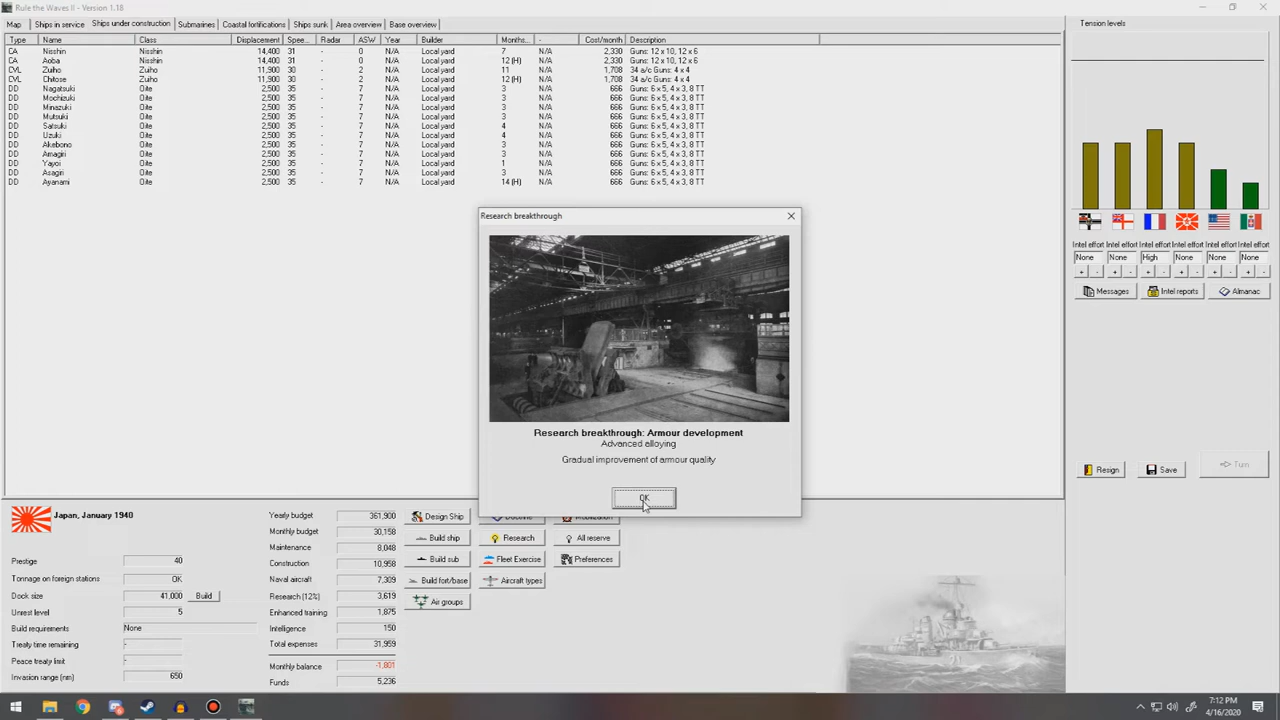 Rule the Waves II - Version 1.18
Map Ships in service Ships under construction Submarines Coastal fortifications Ships sunk Area overview Base overview
Type Name Class Displacement Spee... Radar ASW Year Builder Months... - Cost/month Description
CA Nisshin Nisshin 14,400 31 0 N/A Local yard 7 N/A 2,330 Guns: 12 x 10, 12 x 6
CA Aoba Nisshin 14,400 31 - 0 N/A Local yard 12 (H) N/A 2,330 Guns: 12 x 10, 12 x 6
CVL Zuiho Zuiho 11,900 30 - 2 N/A Local yard 11 N/A 1,708 34 a/c Guns: 4 x 4
CVL Chitose Zuiho 11,900 30 - 2 N/A Local yard 12 (H) N/A 1,708 34 a/c Guns: 4 x 4
DD Nagatsuki Oite 2,500 35 - 7 N/A Local yard 3 N/A 666 Guns: 6 x 5, 4 x 3, 8 TT
DD Mochizuki Oite 2,500 35 - 7 N/A Local yard 3 N/A 666 Guns: 6 x 5, 4 x 3, 8 TT
DD Minazuki Oite 2,500 35 - 7 N/A Local yard 3 N/A 666 Guns: 6 x 5, 4 x 3, 8 TT
DD Mutsuki Oite 2,500 35 - 7 N/A Local yard 3 N/A 666 Guns: 6 x 5, 4 x 3, 8 TT
DD Satsuki Oite 2,500 35 - 7 N/A Local yard 4 N/A 666 Guns: 6 x 5, 4 x 3, 8 TT
DD Uzuki Oite 2,500 35 - 7 N/A Local yard 4 N/A 666 Guns: 6 x 5, 4 x 3, 8 TT
DD Akebono Oite 2,500 35 - 7 N/A Local yard 3 N/A 666 Guns: 6 x 5, 4 x 3, 8 TT
DD Amagiri Oite 2,500 35 - 7 N/A Local yard 3 N/A 666 Guns: 6 x 5, 4 x 3, 8 TT
DD Yayoi Oite 2,500 35 - 7 N/A Local yard 1 N/A 666 Guns: 6 x 5, 4 x 3, 8 TT
DD Asagiri Oite 2,500 35 - 7 N/A Local yard 3 N/A 666 Guns: 6 x 5, 4 x 3, 8 TT
DD Ayanami Oite 2,500 35 - 7 N/A Local yard 14 (H) N/A 666 Guns: 6 x 5, 4 x 3, 8 TT
Research breakthrough
Research breakthrough: Armour development
Advanced alloying
Gradual improvement of armour quality
OK
Tension levels
Intel effort Intel effort Intel effort Intel effort Intel effort Intel effort
None None High None None None
+ - + - + - + - + - + -
Messages Intel reports Almanac
Resign Save Turn
Japan, January 1940
Prestige 40
Tonnage on foreign stations OK
Dock size 41,000 Build
Unrest level 5
Build requirements None
Treaty time remaining -
Peace treaty limit -
Invasion range (nm) 650
Yearly budget 361,900
Monthly budget 30,158
Maintenance 8,048
Construction 10,958
Naval aircraft 7,309
Research (12%) 3,619
Enhanced training 1,875
Intelligence 150
Total expenses 31,959
Monthly balance -1,801
Funds 5,236
Design Ship Doctrine Mobilization
Build ship Research All reserve
Build sub Fleet Exercise Preferences
Build fort/base Aircraft types
Air groups
7:12 PM
4/16/2020